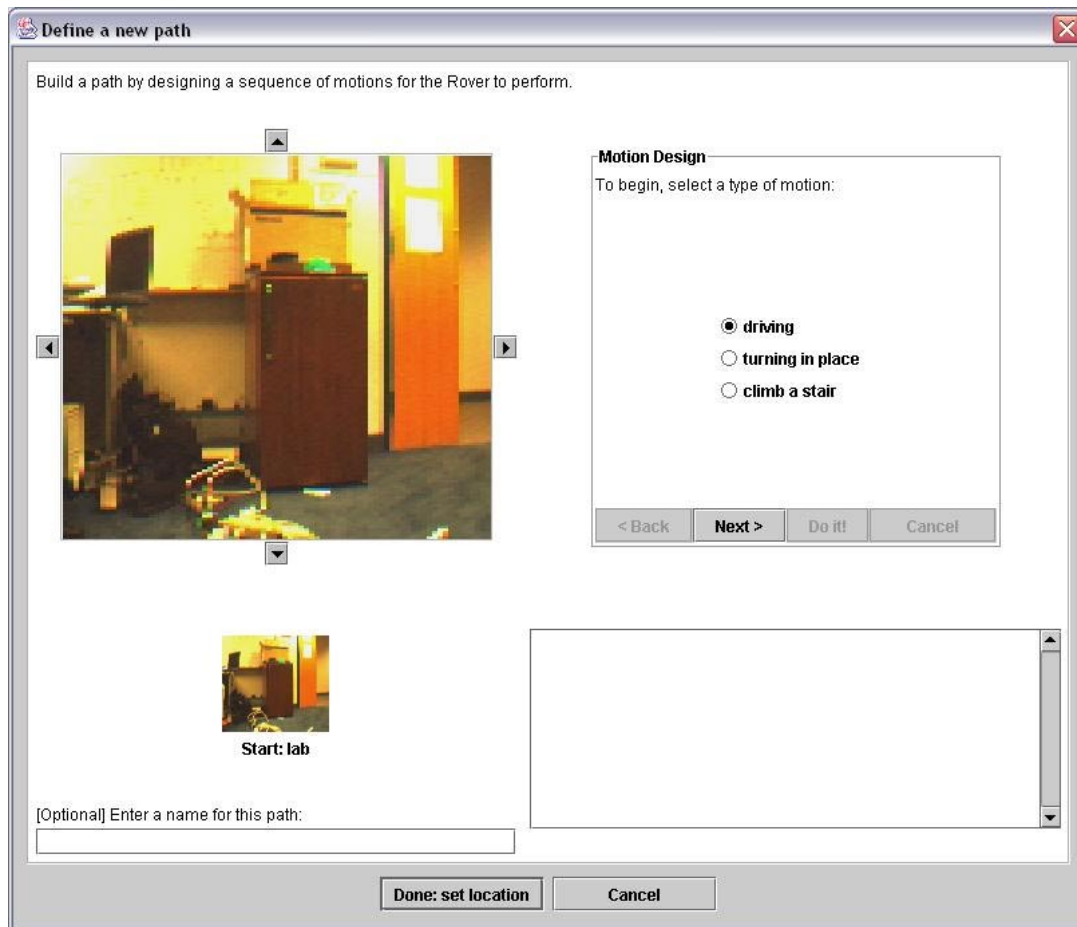 Define a new path
Build a path by designing a sequence of motions for the Rover to perform.
Motion Design
To begin, select a type of motion:
driving
turning in place
climb a stair
< Back Next > Do it! Cancel
Start: lab
[Optional] Enter a name for this path:
Done: set location Cancel